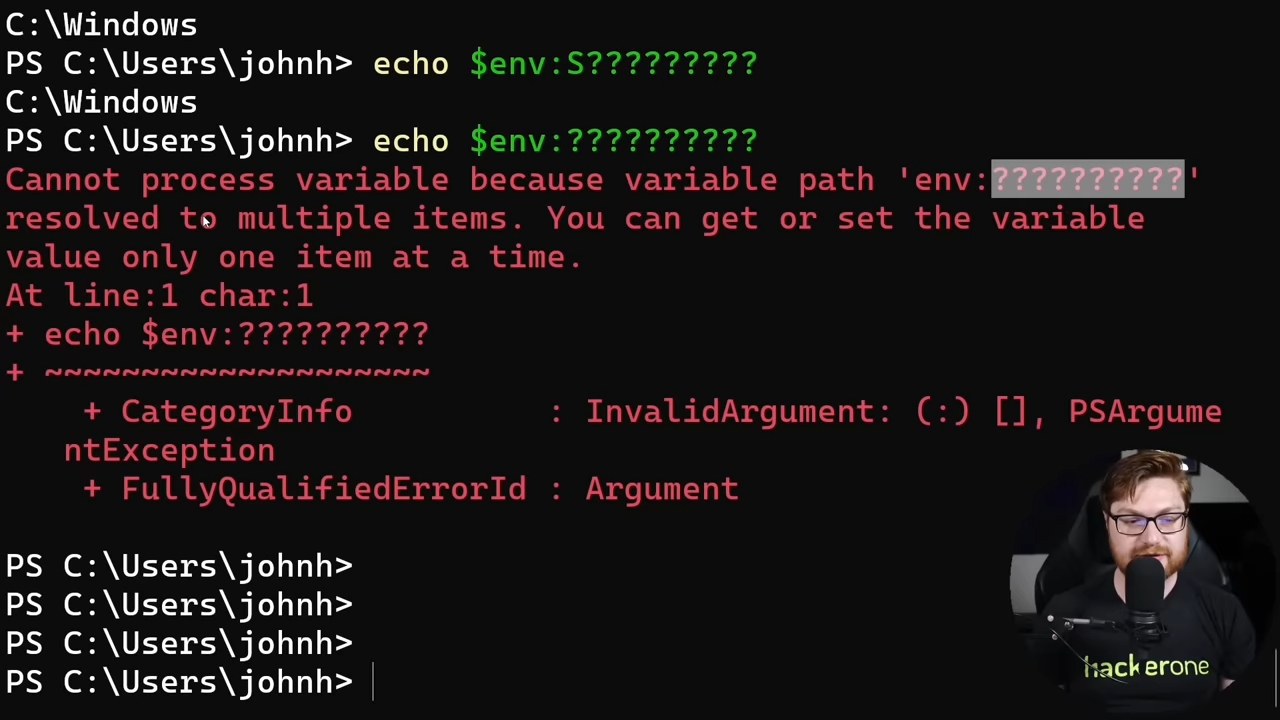 C:\Windows
PS C:\Users\johnh> echo $env:S?????????
C:\Windows
PS C:\Users\johnh> echo $env:??????????
Cannot process variable because variable path 'env:??????????'
resolved to multiple items. You can get or set the variable
value only one item at a time.
At line:1 char:1
+ echo $env:??????????
+ ~~~~~~~~~~~~~~~~~~~~
+ CategoryInfo : InvalidArgument: (:) [], PSArgume
ntException
+ FullyQualifiedErrorId : Argument
PS C:\Users\johnh>
PS C:\Users\johnh>
PS C:\Users\johnh>
PS C:\Users\johnh>
hackerone